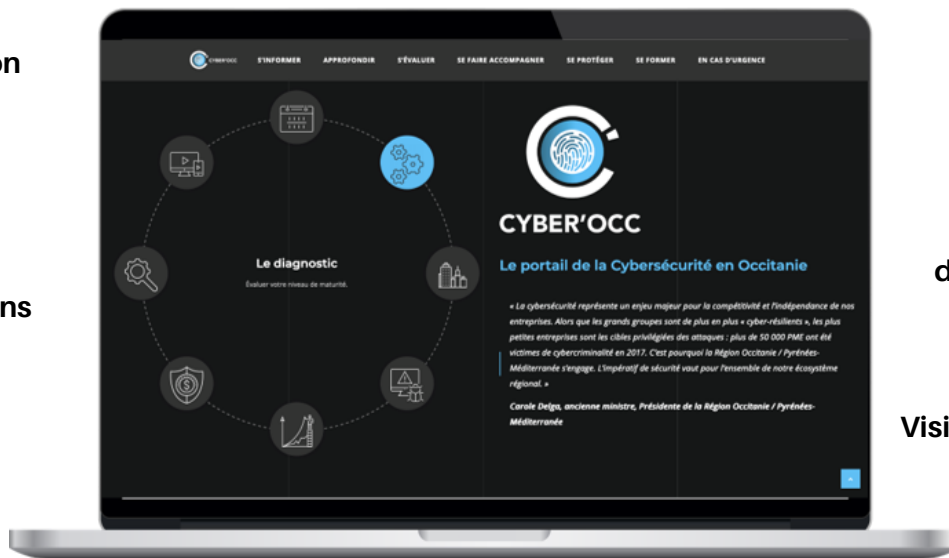 on
CYBER'OCC S'INFORMER APPROFONDIR S'ÉVALUER SE FAIRE ACCOMPAGNER SE PROTÉGER SE FORMER EN CAS D'URGENCE
CYBER'OCC
Le portail de la Cybersécurité en Occitanie
Le diagnostic
Évaluer votre niveau de maturité.
« La cybersécurité représente un enjeu majeur pour la compétitivité et l'indépendance de nos
entreprises. Alors que les grands groupes sont de plus en plus « cyber-résilients », les plus
petites entreprises sont les cibles privilégiées des attaques : plus de 50 000 PME ont été
victimes de cybercriminalité en 2017. C'est pourquoi la Région Occitanie / Pyrénées-
Méditerranée s'engage. L'impératif de sécurité vaut pour l'ensemble de notre écosystème
régional. »
Carole Delga, ancienne ministre, Présidente de la Région Occitanie / Pyrénées-
Méditerranée
ns
d
Visi